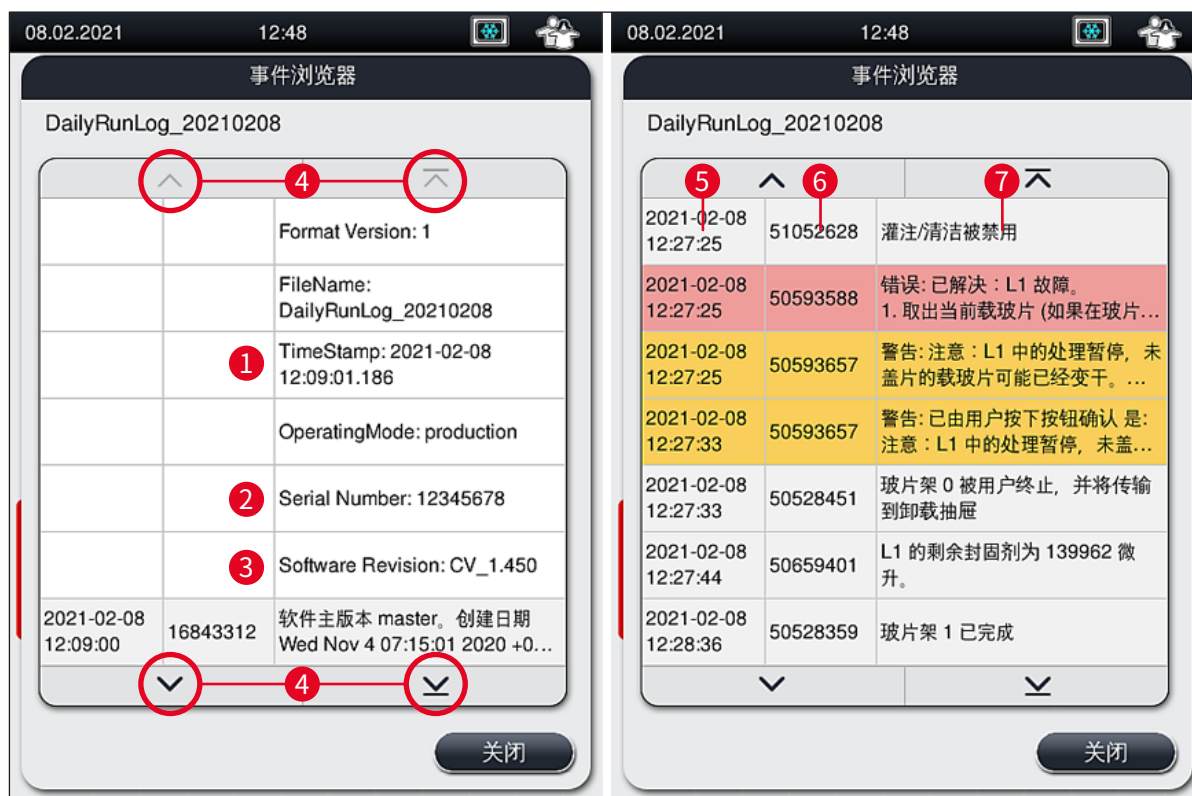 08.02.2021 12:48
事件浏览器
DailyRunLog_20210208
4
Format Version: 1
FileName:
DailyRunLog_20210208
1
TimeStamp: 2021-02-08
12:09:01.186
OperatingMode: production
2
Serial Number: 12345678
3
Software Revision: CV_1.450
2021-02-08
12:09:00
16843312
软件主版本 master。创建日期
Wed Nov 4 07:15:01 2020 +0...
4
关闭
08.02.2021 12:48
事件浏览器
DailyRunLog_20210208
5 6 7
2021-02-08
12:27:25
51052628
灌注/清洁被禁用
2021-02-08
12:27:25
50593588
错误: 已解决：L1 故障。
1. 取出当前载玻片 (如果在玻片...
2021-02-08
12:27:25
50593657
警告: 注意：L1 中的处理暂停，未
盖片的载玻片可能已经变干。...
2021-02-08
12:27:33
50593657
警告: 已由用户按下按钮确认 是:
注意：L1 中的处理暂停，未盖...
2021-02-08
12:27:33
50528451
玻片架 0 被用户终止，并将传输
到卸载抽屉
2021-02-08
12:27:44
50659401
L1 的剩余封固剂为 139962 微
升。
2021-02-08
12:28:36
50528359
玻片架 1 已完成
关闭